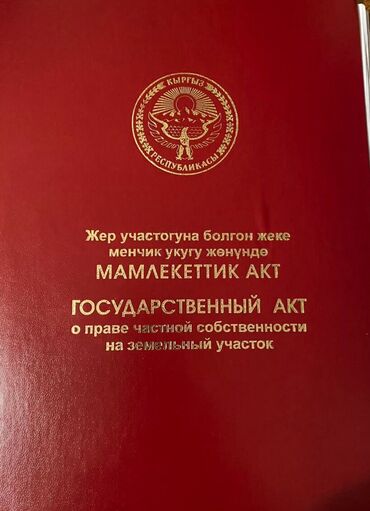 КЫРГЫЗ
РЕСПУБЛИКАСЫ
Жер участогуна болгон жеке
менчик укугу жөнүндө
МАМЛЕКЕТТИК АКТ
ГОСУДАРСТВЕННЫЙ АКТ
о праве частной собственности
на земельный участок